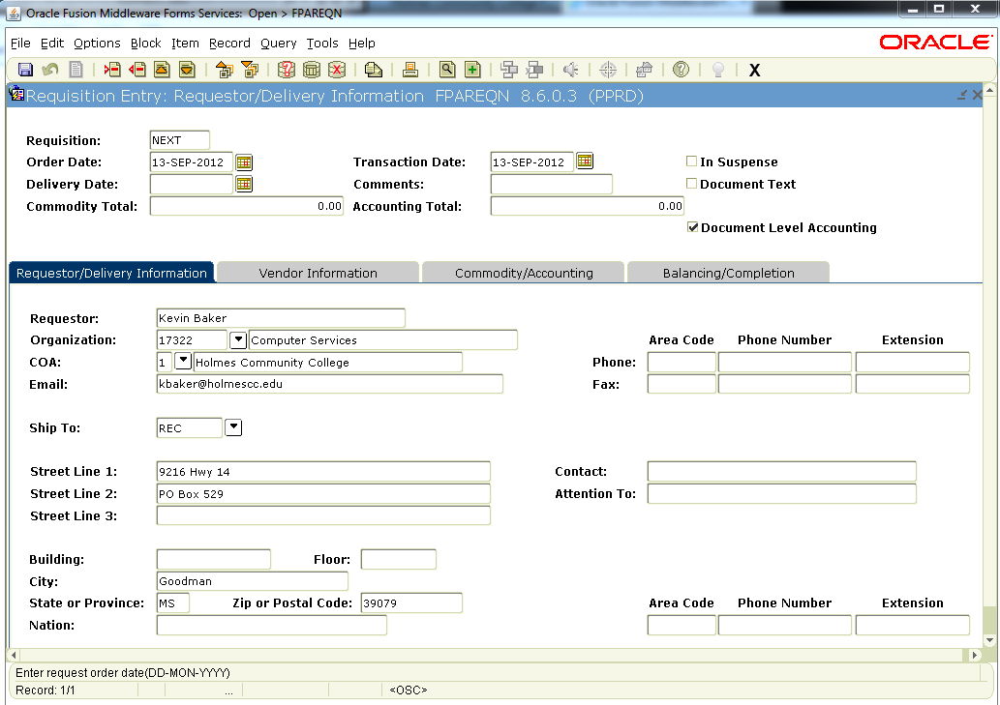 Oracle Fusion Middleware Forms Services: Open > FPAREQN
File Edit Options Block Item Record Query Tools Help
ORACLE
X
Requisition Entry: Requestor/Delivery Information FPAREQN 8.6.0.3 (PPRD)
Requisition: NEXT
Order Date: 13-SEP-2012 Transaction Date: 13-SEP-2012 In Suspense
Delivery Date: Comments: Document Text
Commodity Total: 0.00 Accounting Total: 0.00
Document Level Accounting
Requestor/Delivery Information Vendor Information Commodity/Accounting Balancing/Completion
Requestor: Kevin Baker
Organization: 17322 Computer Services Area Code Phone Number Extension
COA: 1 Holmes Community College Phone:
Email: kbaker@holmescc.edu Fax:
Ship To: REC
Street Line 1: 9216 Hwy 14 Contact:
Street Line 2: PO Box 529 Attention To:
Street Line 3:
Building: Floor:
City: Goodman
State or Province: MS Zip or Postal Code: 39079 Area Code Phone Number Extension
Nation:
Enter request order date(DD-MON-YYYY)
Record: 1/1 ... <OSC>